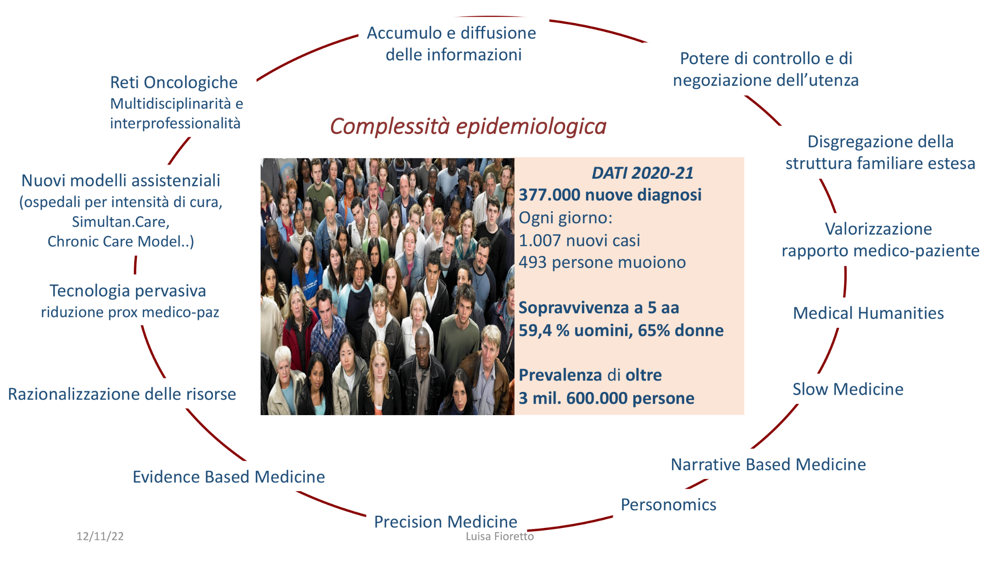 Accumulo e diffusione
delle informazioni
Potere di controllo e di
negoziazione dell’utenza
Reti Oncologiche
Multidisciplinarità e
interprofessionalità
Complessità epidemiologica
Disgregazione della
struttura familiare estesa
Nuovi modelli assistenziali
(ospedali per intensità di cura,
Simultan.Care,
Chronic Care Model..)
DATI 2020-21
377.000 nuove diagnosi
Ogni giorno:
1.007 nuovi casi
493 persone muoiono
Sopravvivenza a 5 aa
59,4 % uomini, 65% donne
Prevalenza di oltre
3 mil. 600.000 persone
Valorizzazione
rapporto medico-paziente
Tecnologia pervasiva
riduzione prox medico-paz
Medical Humanities
Razionalizzazione delle risorse
Slow Medicine
Evidence Based Medicine
Narrative Based Medicine
Personomics
Precision Medicine
12/11/22
Luisa Fioretto